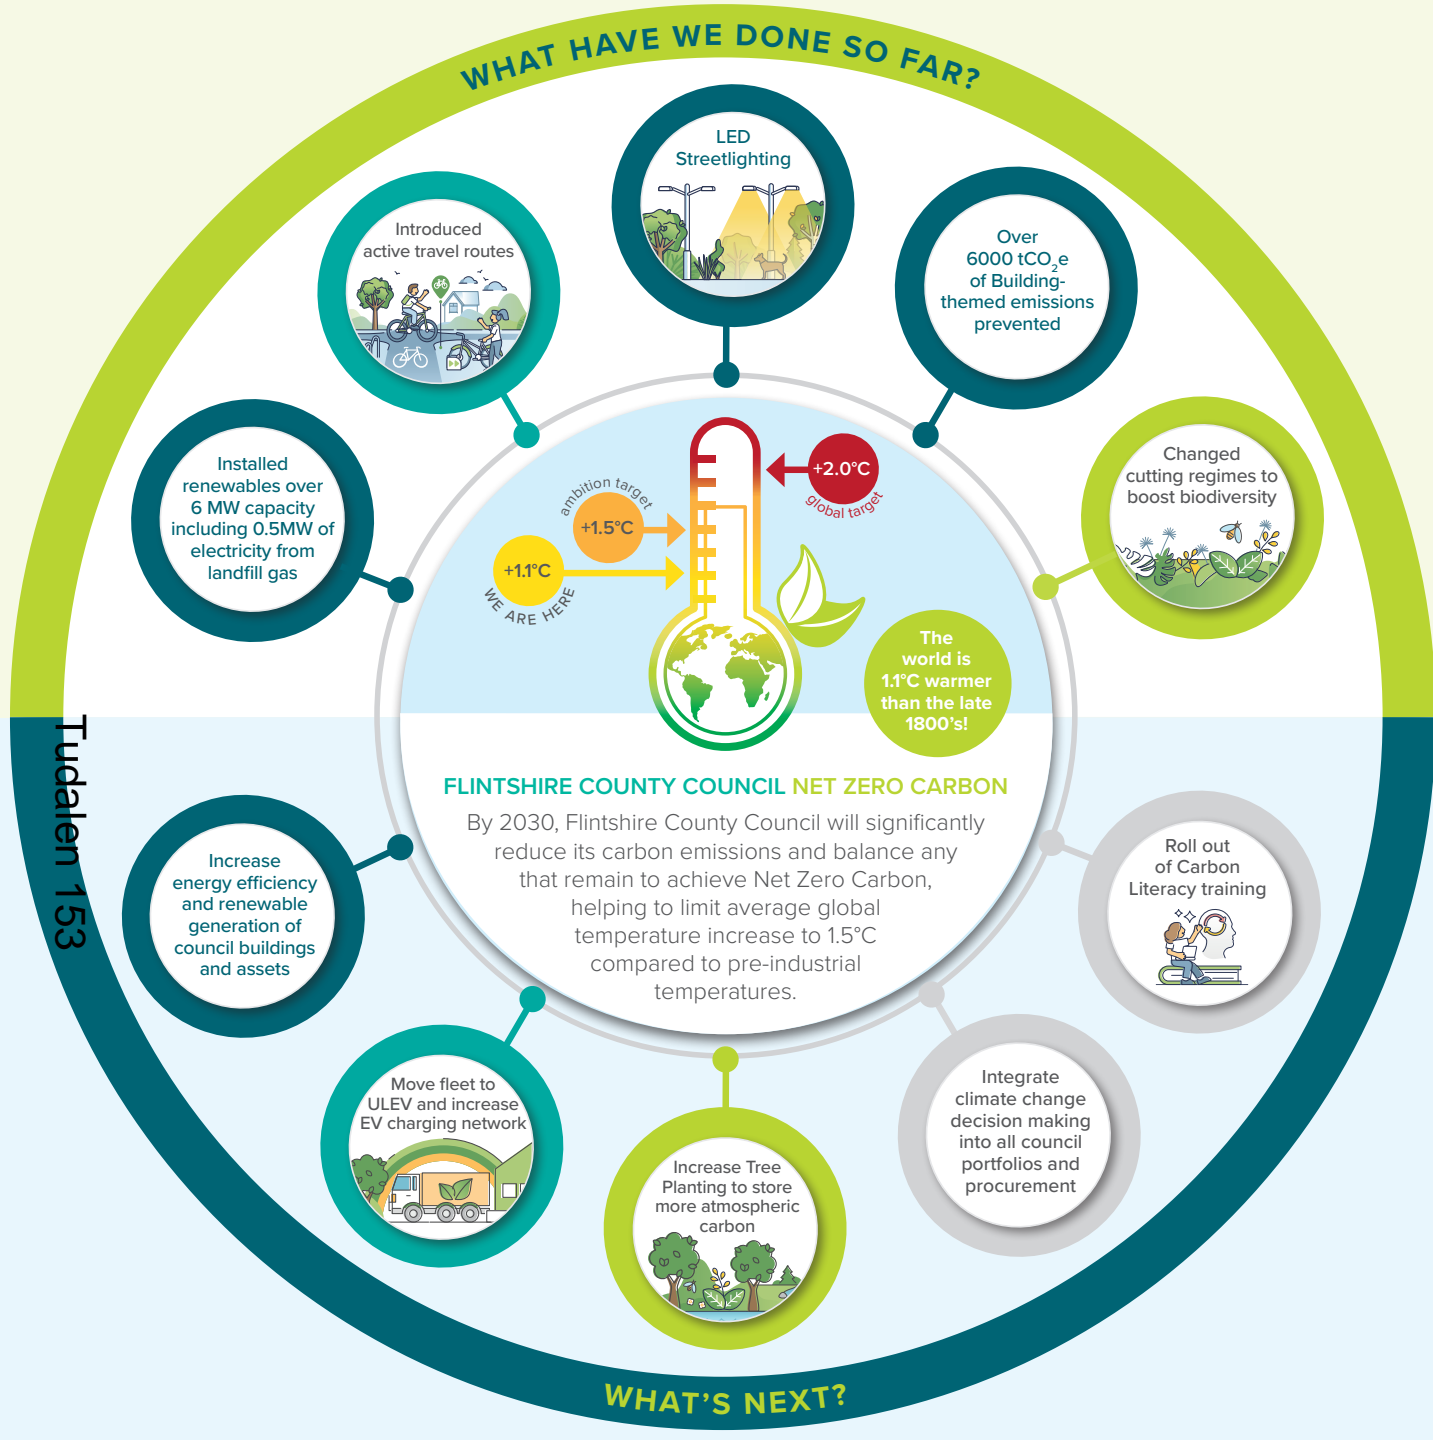 WHAT HAVE WE DONE SO FAR?
LED
Streetlighting
Introduced
active travel routes
Over
6000 tCO₂e
of Building-
themed emissions
prevented
Installed
renewables over
6 MW capacity
including 0.5MW of
electricity from
landfill gas
Changed
cutting regimes to
boost biodiversity
+2.0°C
global target
ambition target
+1.5°C
+1.1°C
WE ARE HERE
The
world is
1.1°C warmer
than the late
1800's!
FLINTSHIRE COUNTY COUNCIL NET ZERO CARBON
By 2030, Flintshire County Council will significantly
reduce its carbon emissions and balance any
that remain to achieve Net Zero Carbon,
helping to limit average global
temperature increase to 1.5°C
compared to pre-industrial
temperatures.
Tudalen 153
Increase
energy efficiency
and renewable
generation of
council buildings
and assets
Roll out
of Carbon
Literacy training
Move fleet to
ULEV and increase
EV charging network
Integrate
climate change
decision making
into all council
portfolios and
procurement
Increase Tree
Planting to store
more atmospheric
carbon
WHAT'S NEXT?